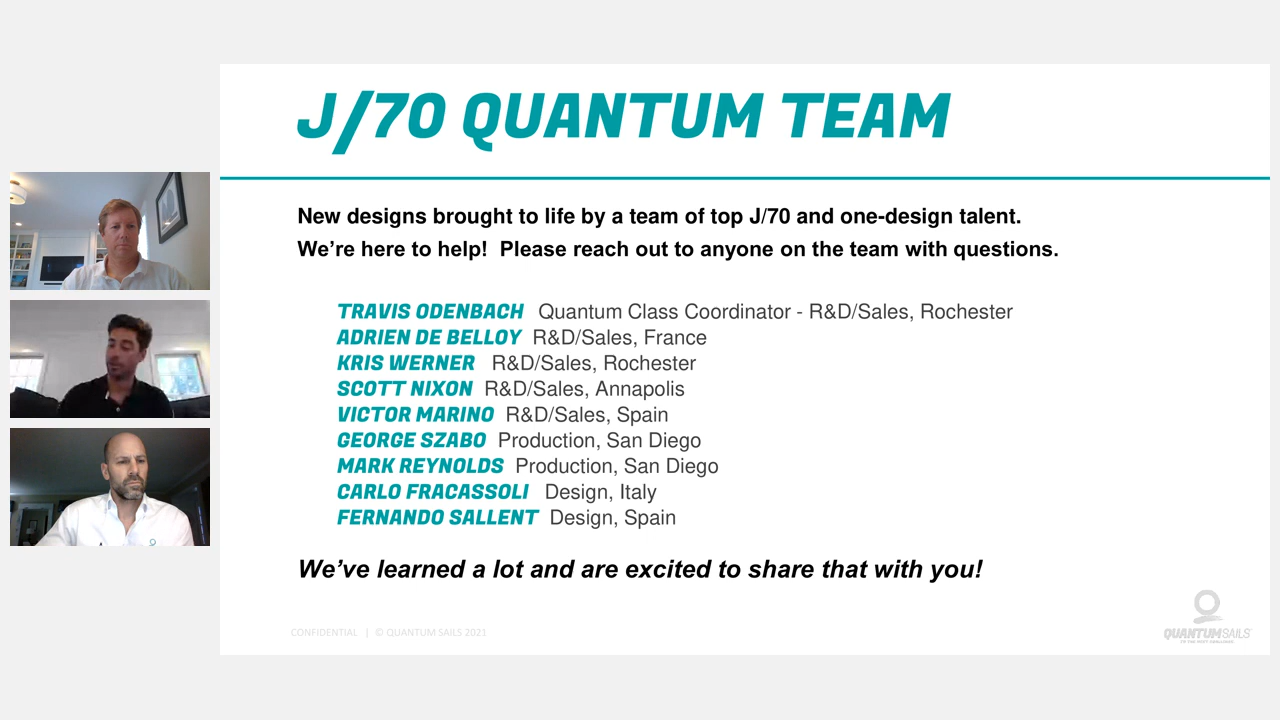 J/70 QUANTUM TEAM
New designs brought to life by a team of top J/70 and one-design talent.
We're here to help!  Please reach out to anyone on the team with questions.
TRAVIS ODENBACH Quantum Class Coordinator - R&D/Sales, Rochester
ADRIEN DE BELLOY R&D/Sales, France
KRIS WERNER R&D/Sales, Rochester
SCOTT NIXON R&D/Sales, Annapolis
VICTOR MARINO R&D/Sales, Spain
GEORGE SZABO Production, San Diego
MARK REYNOLDS Production, San Diego
CARLO FRACASSOLI Design, Italy
FERNANDO SALLENT Design, Spain
We've learned a lot and are excited to share that with you!
CONFIDENTIAL | © QUANTUM SAILS 2021
QUANTUMSAILS